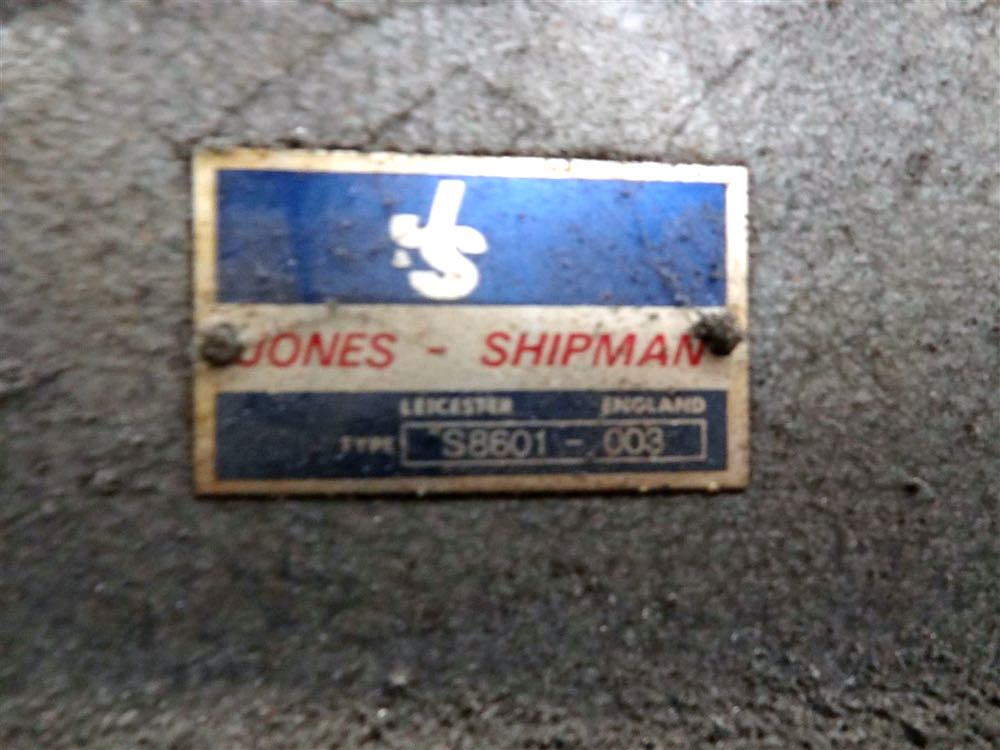 JS
JONES - SHIPMAN
LEICESTER ENGLAND
TYPE S8601 - 003